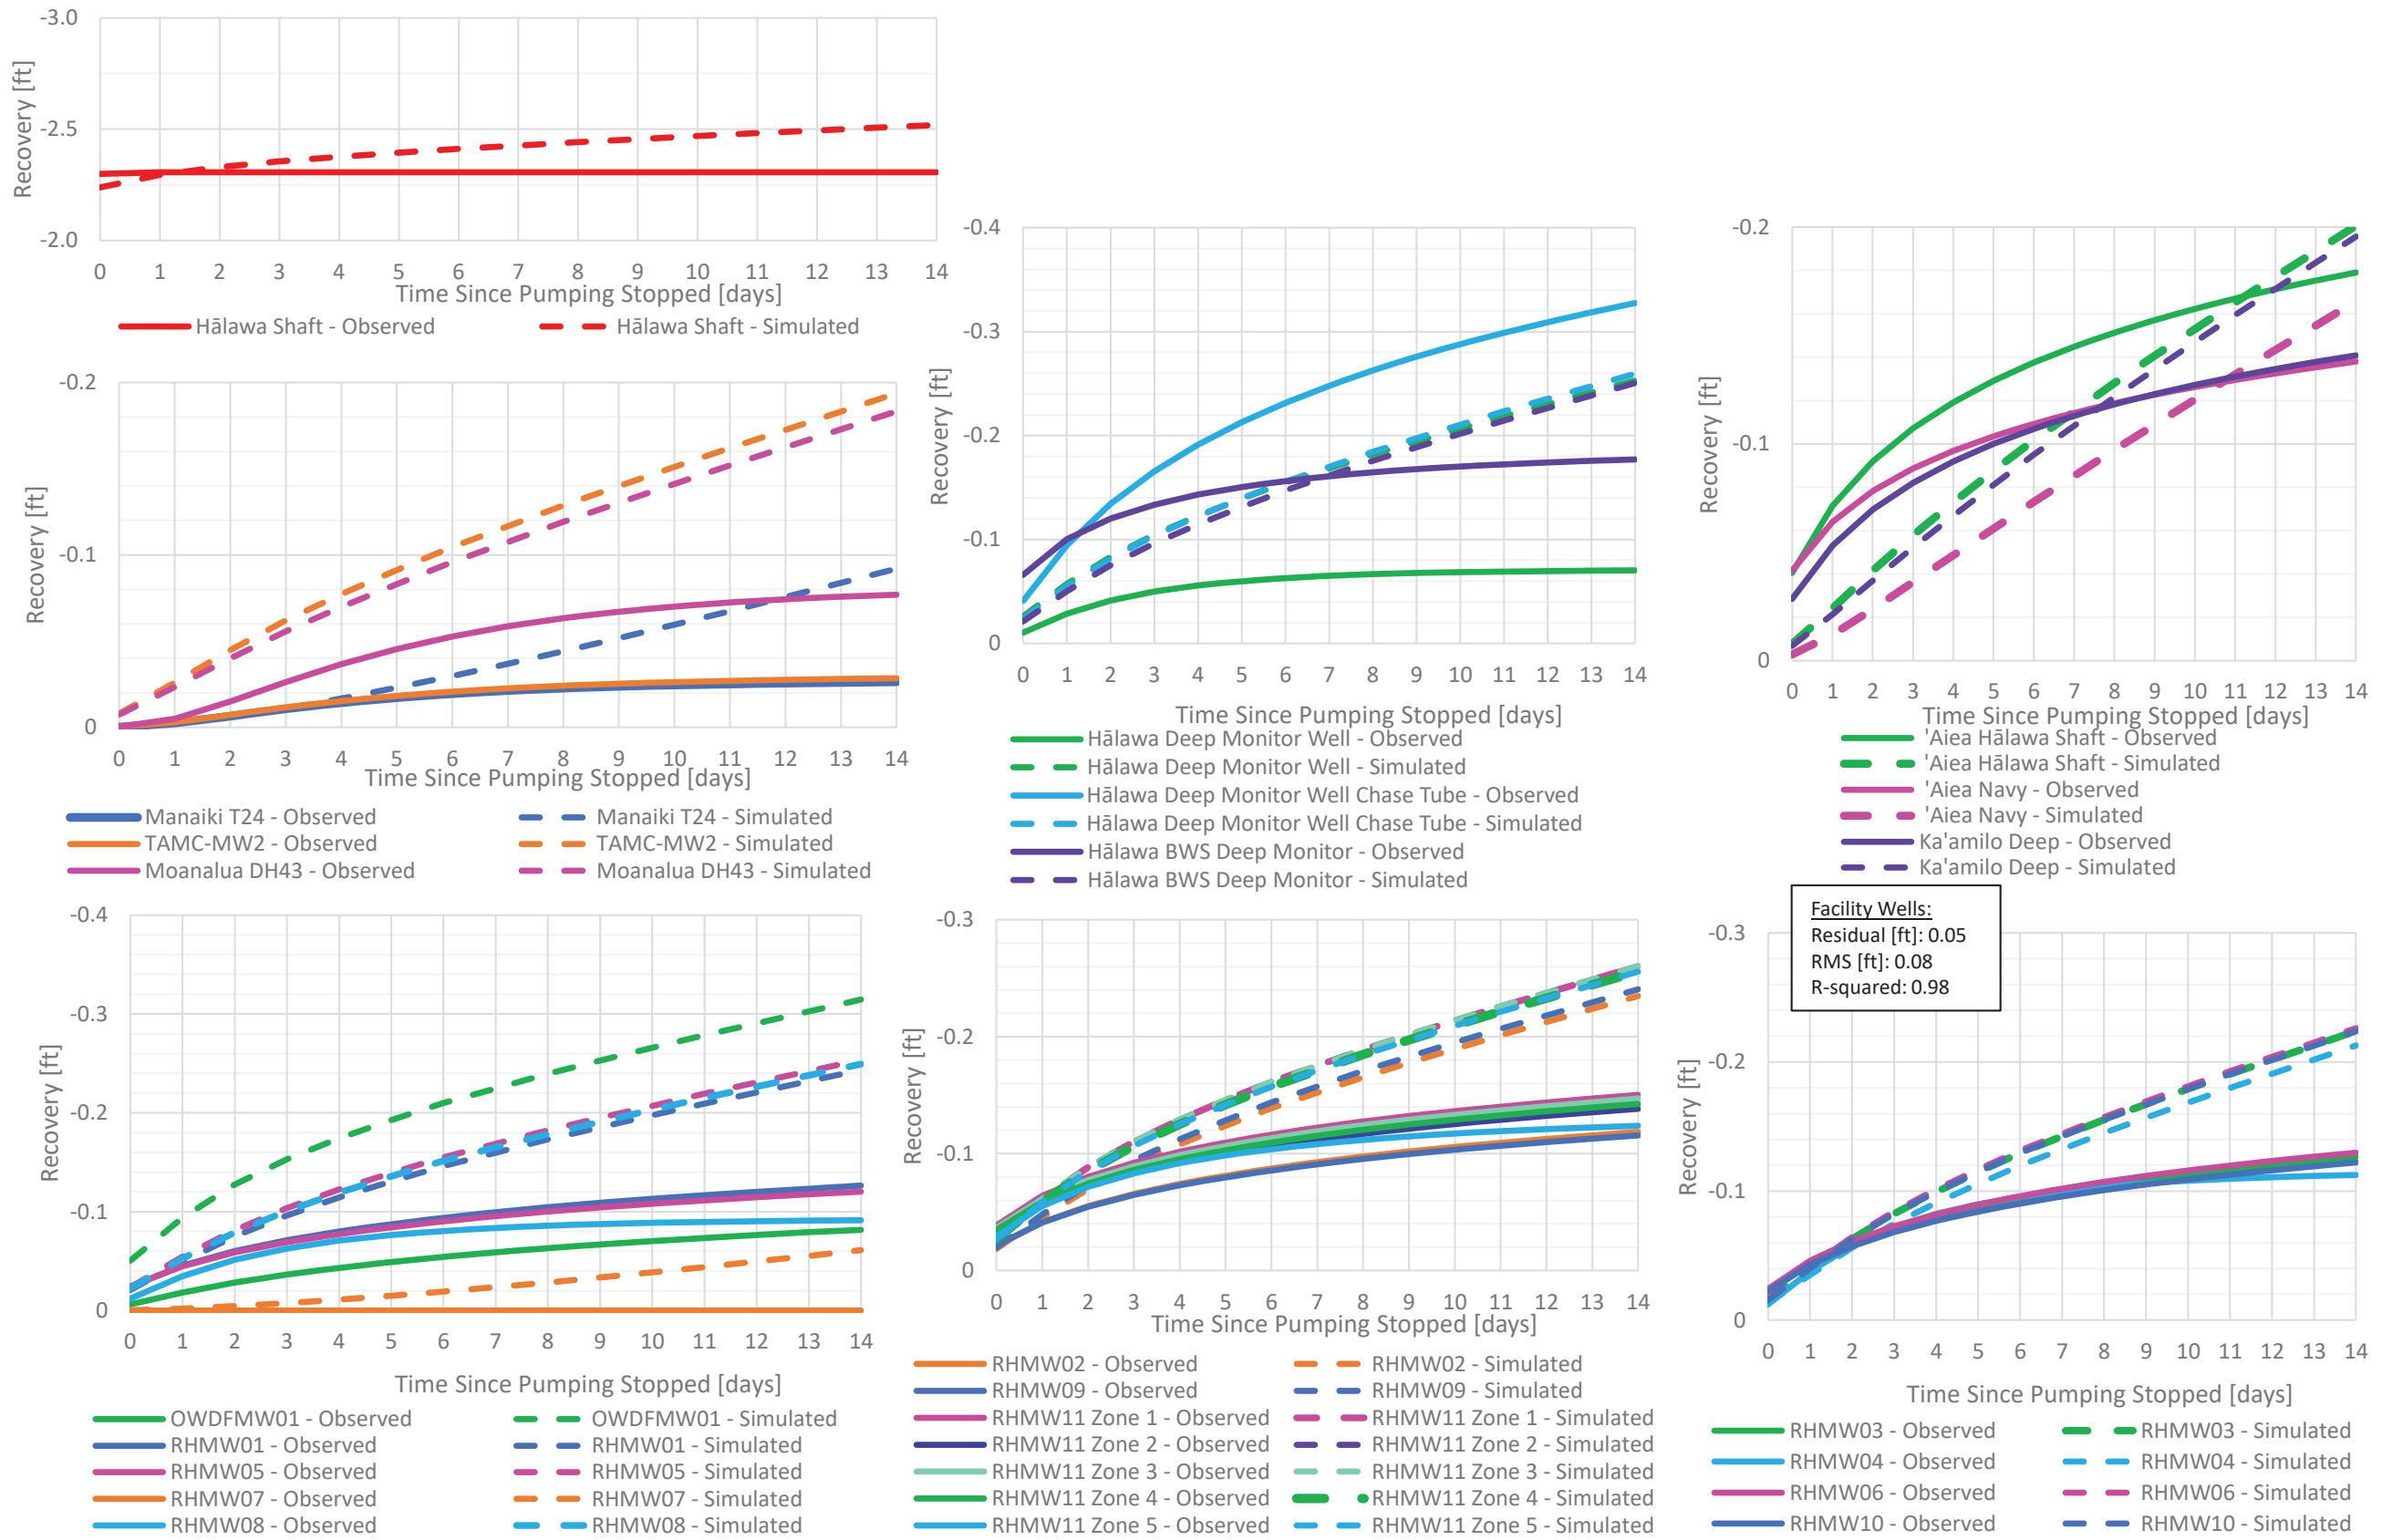 -3.0
-2.5
-2.0
Recovery [ft]
0 1 2 3 4 5 6 7 8 9 10 11 12 13 14
Time Since Pumping Stopped [days]
Hālawa Shaft - Observed Hālawa Shaft - Simulated
-0.2
-0.1
0
Recovery [ft]
0 1 2 3 4 5 6 7 8 9 10 11 12 13 14
Time Since Pumping Stopped [days]
Manaiki T24 - Observed Manaiki T24 - Simulated
TAMC-MW2 - Observed TAMC-MW2 - Simulated
Moanalua DH43 - Observed Moanalua DH43 - Simulated
-0.4
-0.3
-0.2
-0.1
0
Recovery [ft]
0 1 2 3 4 5 6 7 8 9 10 11 12 13 14
Time Since Pumping Stopped [days]
Hālawa Deep Monitor Well - Observed
Hālawa Deep Monitor Well - Simulated
Hālawa Deep Monitor Well Chase Tube - Observed
Hālawa Deep Monitor Well Chase Tube - Simulated
Hālawa BWS Deep Monitor - Observed
Hālawa BWS Deep Monitor - Simulated
-0.2
-0.1
0
Recovery [ft]
0 1 2 3 4 5 6 7 8 9 10 11 12 13 14
Time Since Pumping Stopped [days]
'Aiea Hālawa Shaft - Observed
'Aiea Hālawa Shaft - Simulated
'Aiea Navy - Observed
'Aiea Navy - Simulated
Ka'amilo Deep - Observed
Ka'amilo Deep - Simulated
-0.4
-0.3
-0.2
-0.1
0
Recovery [ft]
0 1 2 3 4 5 6 7 8 9 10 11 12 13 14
Time Since Pumping Stopped [days]
OWDFMW01 - Observed OWDFMW01 - Simulated
RHMW01 - Observed RHMW01 - Simulated
RHMW05 - Observed RHMW05 - Simulated
RHMW07 - Observed RHMW07 - Simulated
RHMW08 - Observed RHMW08 - Simulated
-0.3
-0.2
-0.1
0
Recovery [ft]
0 1 2 3 4 5 6 7 8 9 10 11 12 13 14
Time Since Pumping Stopped [days]
RHMW02 - Observed RHMW02 - Simulated
RHMW09 - Observed RHMW09 - Simulated
RHMW11 Zone 1 - Observed RHMW11 Zone 1 - Simulated
RHMW11 Zone 2 - Observed RHMW11 Zone 2 - Simulated
RHMW11 Zone 3 - Observed RHMW11 Zone 3 - Simulated
RHMW11 Zone 4 - Observed RHMW11 Zone 4 - Simulated
RHMW11 Zone 5 - Observed RHMW11 Zone 5 - Simulated
Facility Wells:
Residual [ft]: 0.05
RMS [ft]: 0.08
R-squared: 0.98
-0.3
-0.2
-0.1
0
Recovery [ft]
0 1 2 3 4 5 6 7 8 9 10 11 12 13 14
Time Since Pumping Stopped [days]
RHMW03 - Observed RHMW03 - Simulated
RHMW04 - Observed RHMW04 - Simulated
RHMW06 - Observed RHMW06 - Simulated
RHMW10 - Observed RHMW10 - Simulated